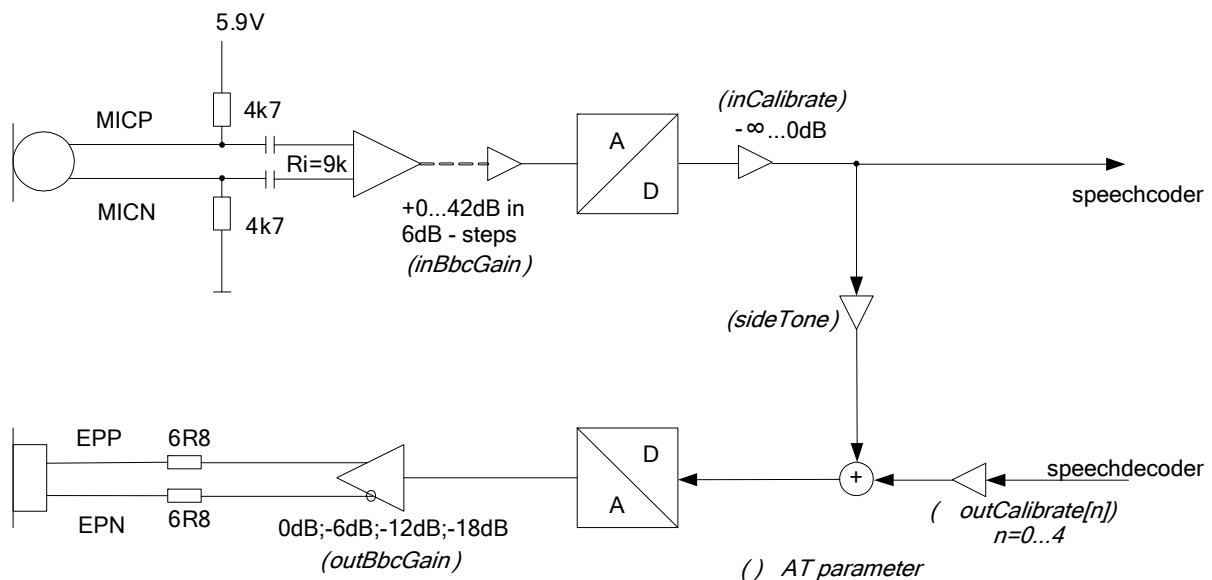 5.9V
4k7
MICP
Ri=9k
MICN
4k7
+0...42dB in
6dB - steps
(inBbcGain)
A
D
(inCalibrate)
-∞...0dB
speechcoder
(sideTone)
EPP
6R8
EPN
6R8
0dB;-6dB;-12dB;-18dB
(outBbcGain)
D
A
+
speechdecoder
( outCalibrate[n])
n=0...4
( ) AT parameter